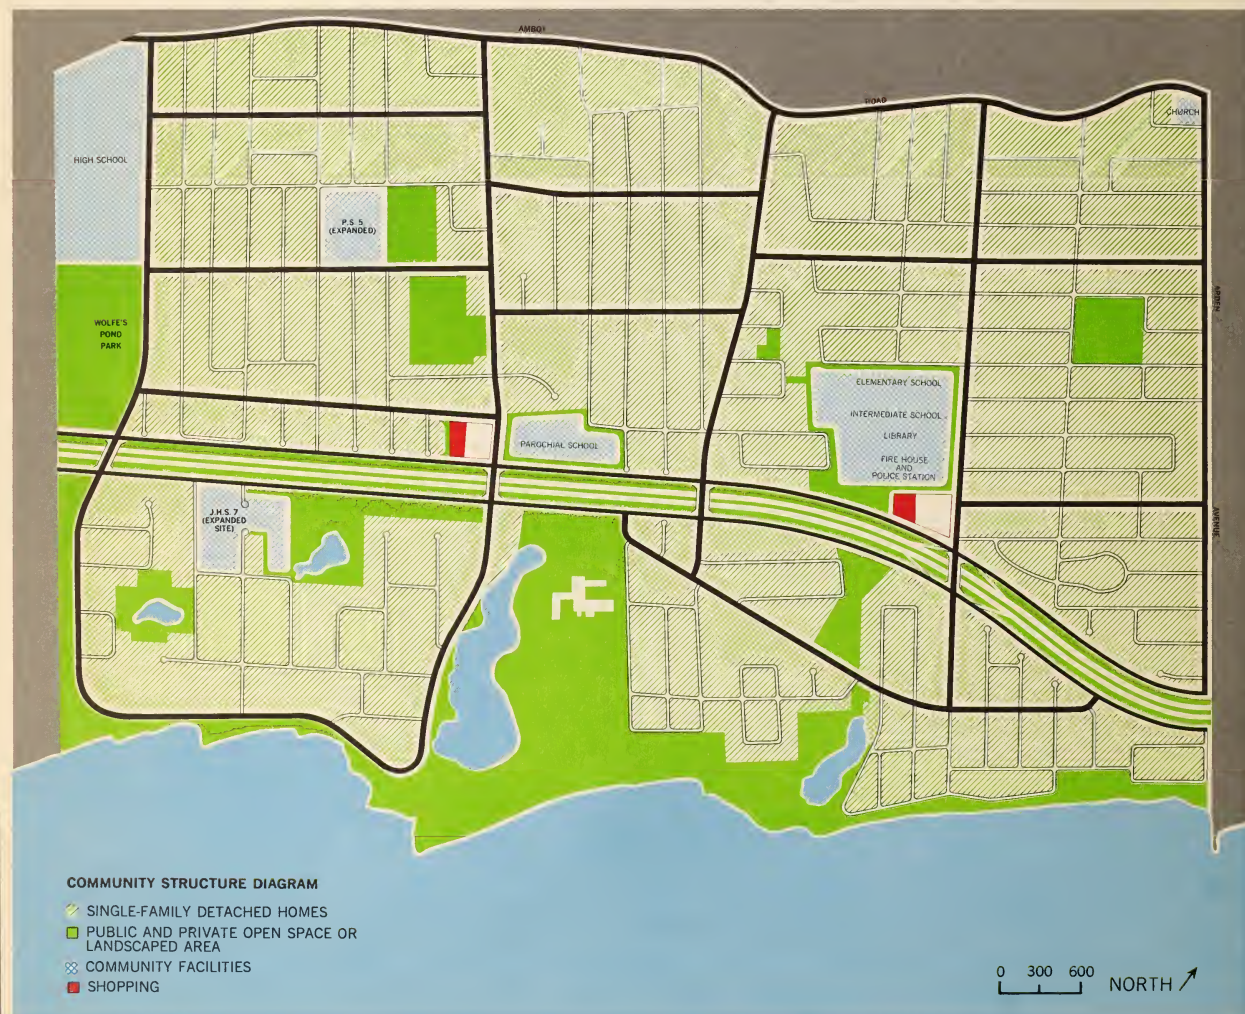 AMBOY
ROAD
CHURCH
HIGH SCHOOL
P.S. 5
(EXPANDED)
WOLFE'S
POND
PARK
ARDEN
AVENUE
ELEMENTARY SCHOOL
INTERMEDIATE SCHOOL
LIBRARY
FIRE HOUSE
AND
POLICE STATION
PAROCHIAL SCHOOL
J.H.S. 7
(EXPANDED
SITE)
COMMUNITY STRUCTURE DIAGRAM
SINGLE-FAMILY DETACHED HOMES
PUBLIC AND PRIVATE OPEN SPACE OR
LANDSCAPED AREA
COMMUNITY FACILITIES
SHOPPING
0 300 600
NORTH